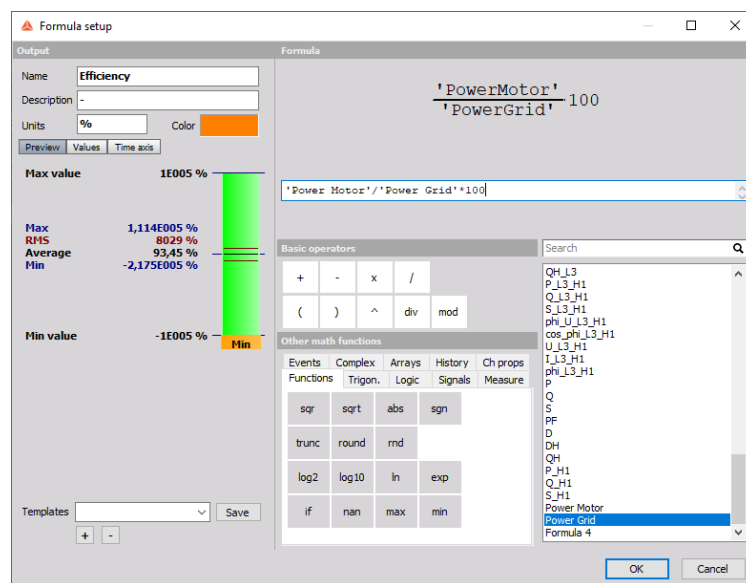 Formula setup
Output
Name Efficiency
Description -
Units % Color
Preview Values Time axis
Max value 1E005 %
Max 1,114E005 %
RMS 8029 %
Average 93,45 %
Min -2,175E005 %
Min value -1E005 %
Min
Templates Save
+ -
Formula
'PowerMotor'
'PowerGrid' ·100
'Power Motor'/'Power Grid'*100
Basic operators
+ - x /
( ) ^ div mod
Other math functions
Events Complex Arrays History Ch props
Functions Trigon. Logic Signals Measure
sqr sqrt abs sgn
trunc round rnd
log2 log10 ln exp
if nan max min
Search
QH_L3
P_L3_H1
Q_L3_H1
S_L3_H1
phi_U_L3_H1
cos_phi_L3_H1
U_L3_H1
I_L3_H1
phi_L3_H1
P
Q
S
PF
D
DH
QH
P_H1
Q_H1
S_H1
Power Motor
Power Grid
Formula 4
OK Cancel